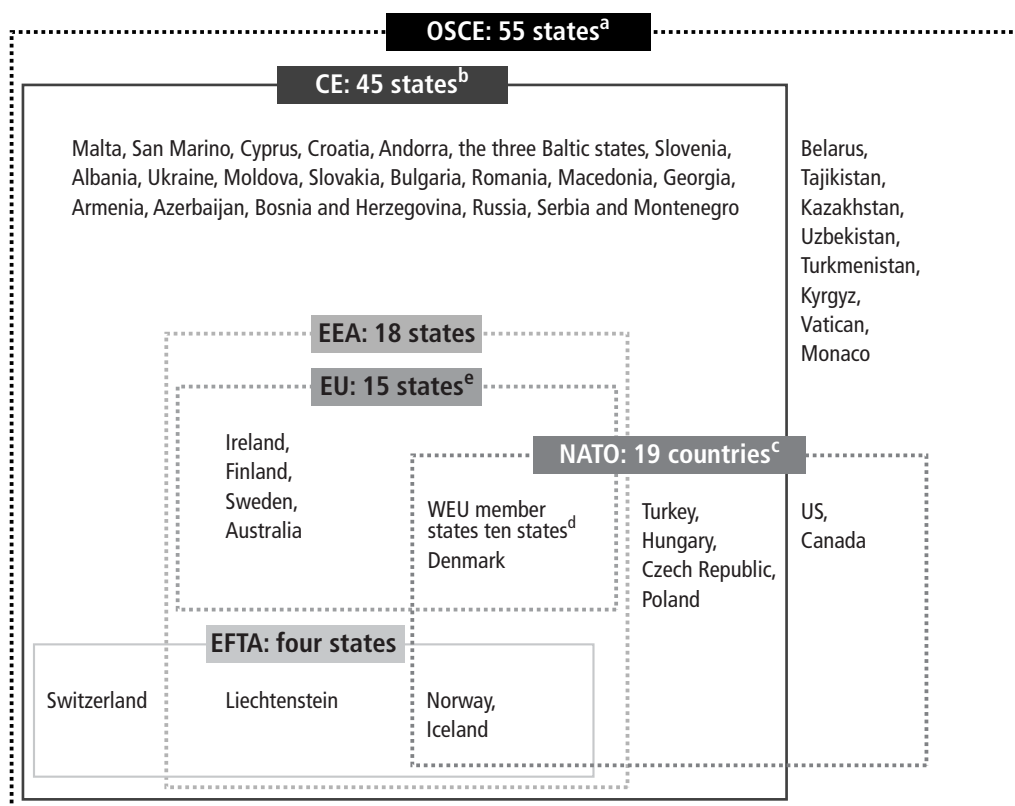 OSCE: 55 statesa
CE: 45 statesb
Malta, San Marino, Cyprus, Croatia, Andorra, the three Baltic states, Slovenia,
Albania, Ukraine, Moldova, Slovakia, Bulgaria, Romania, Macedonia, Georgia,
Armenia, Azerbaijan, Bosnia and Herzegovina, Russia, Serbia and Montenegro
Belarus,
Tajikistan,
Kazakhstan,
Uzbekistan,
Turkmenistan,
Kyrgyz,
Vatican,
Monaco
EEA: 18 states
EU: 15 statese
Ireland,
Finland,
Sweden,
Australia
NATO: 19 countriesc
WEU member
states ten statesd
Denmark
Turkey,
Hungary,
Czech Republic,
Poland
US,
Canada
EFTA: four states
Switzerland
Liechtenstein
Norway,
Iceland